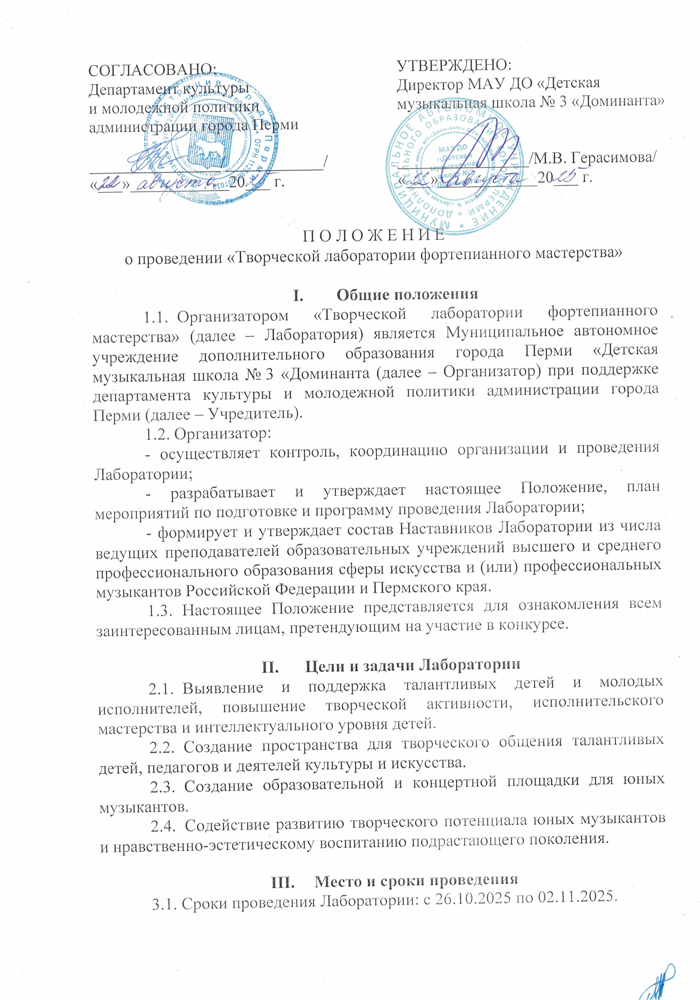 СОГЛАСОВАНО:
Департамент культуры
и молодежной политики
администрации города Перми
/ /
«22» августа 2025 г.
УТВЕРЖДЕНО:
Директор МАУ ДО «Детская
музыкальная школа № 3 «Доминанта»
/М.В. Герасимова/
«22» августа 2025 г.
МАУ ДО
«Детская
музыкальная
школа №3
«Доминанта»
П О Л О Ж Е Н И Е
о проведении «Творческой лаборатории фортепианного мастерства»
I. Общие положения
1.1. Организатором «Творческой лаборатории фортепианного
мастерства» (далее – Лаборатория) является Муниципальное автономное
учреждение дополнительного образования города Перми «Детская
музыкальная школа № 3 «Доминанта (далее – Организатор) при поддержке
департамента культуры и молодежной политики администрации города
Перми (далее – Учредитель).
1.2. Организатор:
- осуществляет контроль, координацию организации и проведения
Лаборатории;
- разрабатывает и утверждает настоящее Положение, план
мероприятий по подготовке и программу проведения Лаборатории;
- формирует и утверждает состав Наставников Лаборатории из числа
ведущих преподавателей образовательных учреждений высшего и среднего
профессионального образования сферы искусства и (или) профессиональных
музыкантов Российской Федерации и Пермского края.
1.3. Настоящее Положение представляется для ознакомления всем
заинтересованным лицам, претендующим на участие в конкурсе.
II. Цели и задачи Лаборатории
2.1. Выявление и поддержка талантливых детей и молодых
исполнителей, повышение творческой активности, исполнительского
мастерства и интеллектуального уровня детей.
2.2. Создание пространства для творческого общения талантливых
детей, педагогов и деятелей культуры и искусства.
2.3. Создание образовательной и концертной площадки для юных
музыкантов.
2.4. Содействие развитию творческого потенциала юных музыкантов
и нравственно-эстетическому воспитанию подрастающего поколения.
III. Место и сроки проведения
3.1. Сроки проведения Лаборатории: с 26.10.2025 по 02.11.2025.